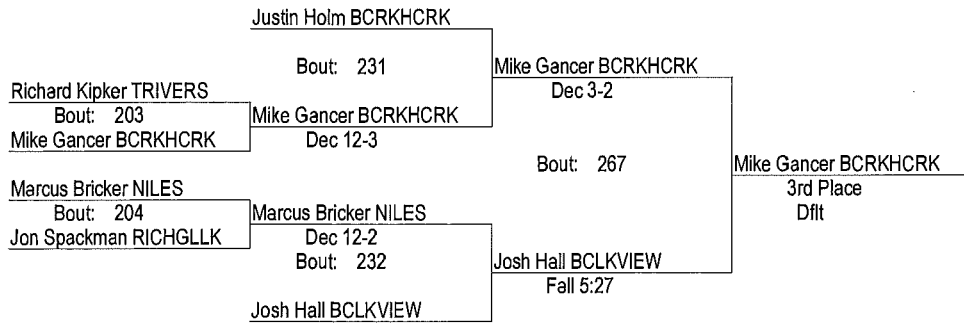 Justin Holm BCRKHCRK
Bout: 231
Mike Gancer BCRKHCRK
Dec 3-2
Richard Kipker TRIVERS
Bout: 203
Mike Gancer BCRKHCRK
Mike Gancer BCRKHCRK
Dec 12-3
Bout: 267
Mike Gancer BCRKHCRK
3rd Place
Dflt
Marcus Bricker NILES
Bout: 204
Jon Spackman RICHGLLK
Marcus Bricker NILES
Dec 12-2
Bout: 232
Josh Hall BCLKVIEW
Fall 5:27
Josh Hall BCLKVIEW